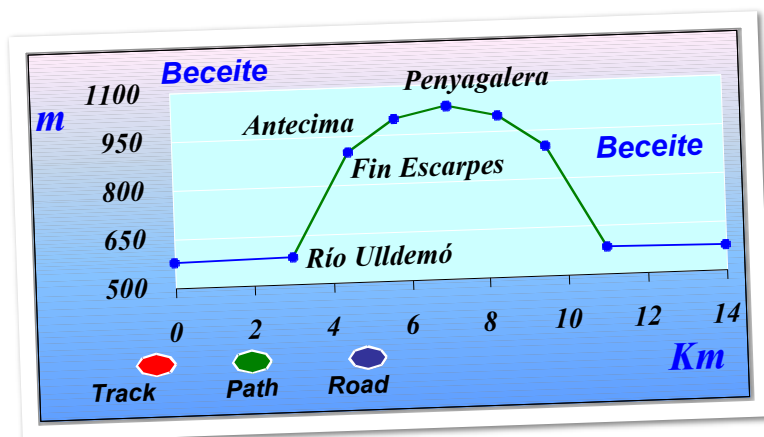 Beceite
Penyagalera
1100
m
Antecima
950
Beceite
Fin Escarpes
800
650
Río Ulldemó
500
0 2 4 6 8 10 12 14
Km
Track Path Road